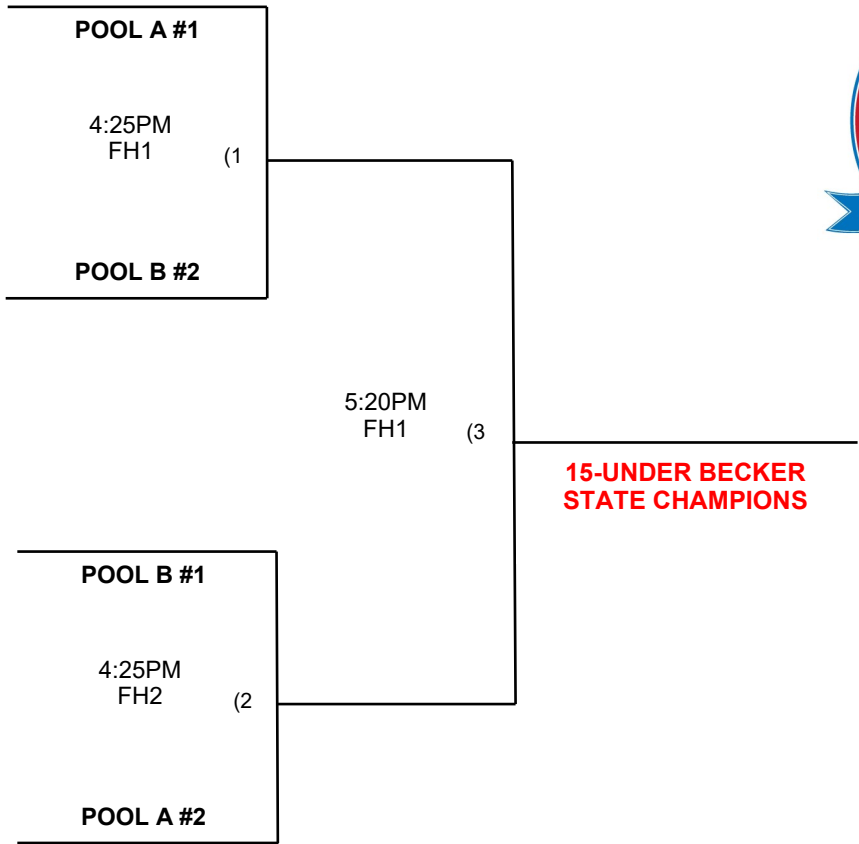 POOL A #1
4:25PM
FH1
(1
POOL B #2
5:20PM
FH1
(3
15-UNDER BECKER
STATE CHAMPIONS
POOL B #1
4:25PM
FH2
(2
POOL A #2